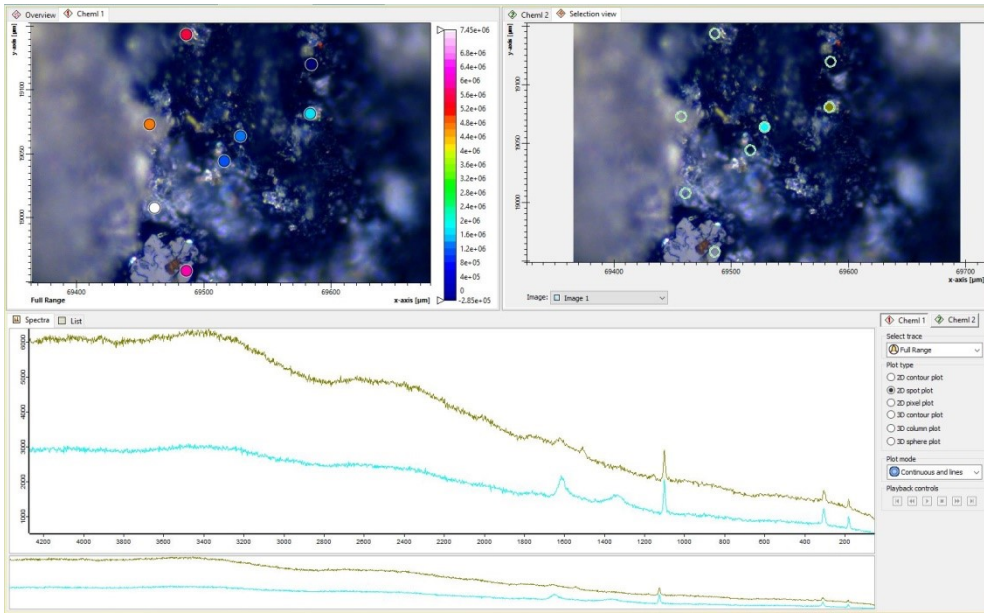 Overview ChemI 1
y-axis [µm]
19100
19050
19000
69400 69500 69600
Full Range x-axis [µm]
7.45e+06
6.8e+06
6.4e+06
6e+06
5.6e+06
5.2e+06
4.8e+06
4.4e+06
4e+06
3.6e+06
3.2e+06
2.8e+06
2.4e+06
2e+06
1.6e+06
1.2e+06
8e+05
4e+05
0
-2.85e+05
ChemI 2 Selection view
y-axis [µm]
19100
19050
19000
69400 69500 69600 69700
x-axis [µm]
Image: Image 1
Spectra List
6000
5000
4000
3000
2000
1000
4200 4000 3800 3600 3400 3200 3000 2800 2600 2400 2200 2000 1800 1600 1400 1200 1000 800 600 400 200
ChemI 1 ChemI 2
Select trace
Full Range
Plot type
2D contour plot
2D spot plot
2D pixel plot
3D contour plot
3D column plot
3D sphere plot
Plot mode
Continuous and lines
Playback controls